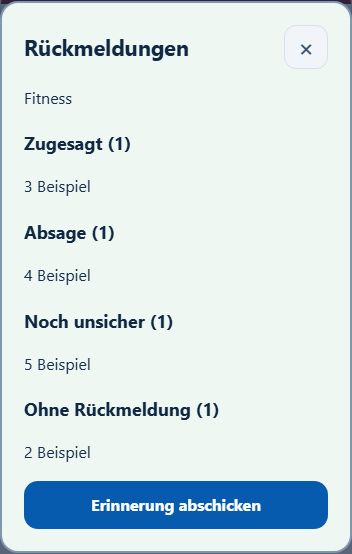 Rückmeldungen
×
Fitness
Zugesagt (1)
3 Beispiel
Absage (1)
4 Beispiel
Noch unsicher (1)
5 Beispiel
Ohne Rückmeldung (1)
2 Beispiel
Erinnerung abschicken